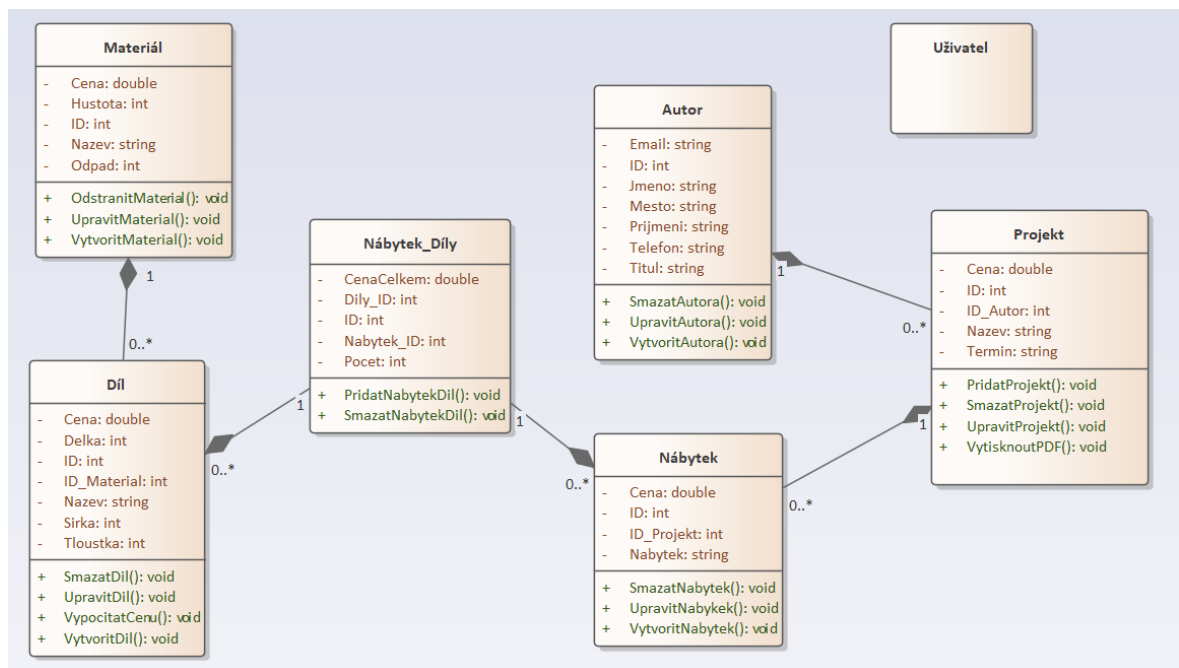 Materiál
- Cena: double
- Hustota: int
- ID: int
- Nazev: string
- Odpad: int
+ OdstranitMaterial(): void
+ UpravitMaterial(): void
+ VytvoritMaterial(): void
1
0..*
Díl
- Cena: double
- Delka: int
- ID: int
- ID_Material: int
- Nazev: string
- Sirka: int
- Tloustka: int
+ SmazatDil(): void
+ UpravitDil(): void
+ VypocitatCenu(): void
+ VytvoritDil(): void
0..*
1
Nábytek_Díly
- CenaCelkem: double
- Dily_ID: int
- ID: int
- Nabytek_ID: int
- Pocet: int
+ PridatNabytekDil(): void
+ SmazatNabytekDil(): void
1
0..*
Autor
- Email: string
- ID: int
- Jmeno: string
- Mesto: string
- Prijmeni: string
- Telefon: string
- Titul: string
+ SmazatAutora(): void
+ UpravitAutora(): void
+ VytvoritAutora(): void
1
0..*
Nábytek
- Cena: double
- ID: int
- ID_Projekt: int
- Nabytek: string
+ SmazatNabytek(): void
+ UpravitNabykek(): void
+ VytvoritNabytek(): void
0..*
1
Uživatel
Projekt
- Cena: double
- ID: int
- ID_Autor: int
- Nazev: string
- Termin: string
+ PridatProjekt(): void
+ SmazatProjekt(): void
+ UpravitProjekt(): void
+ VytisknoutPDF(): void